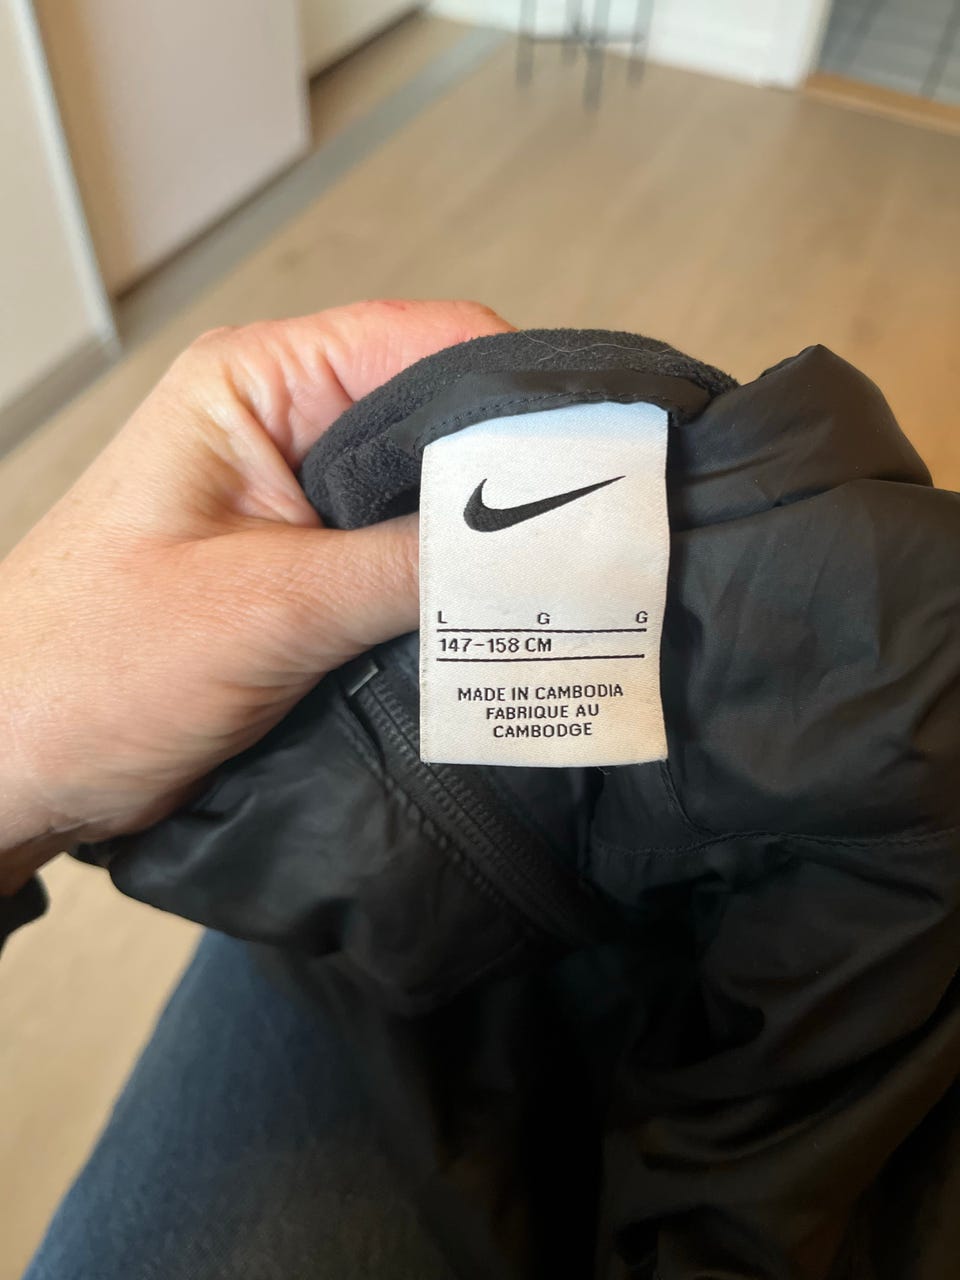 L G G
147-158 CM
MADE IN CAMBODIA
FABRIQUE AU
CAMBODGE